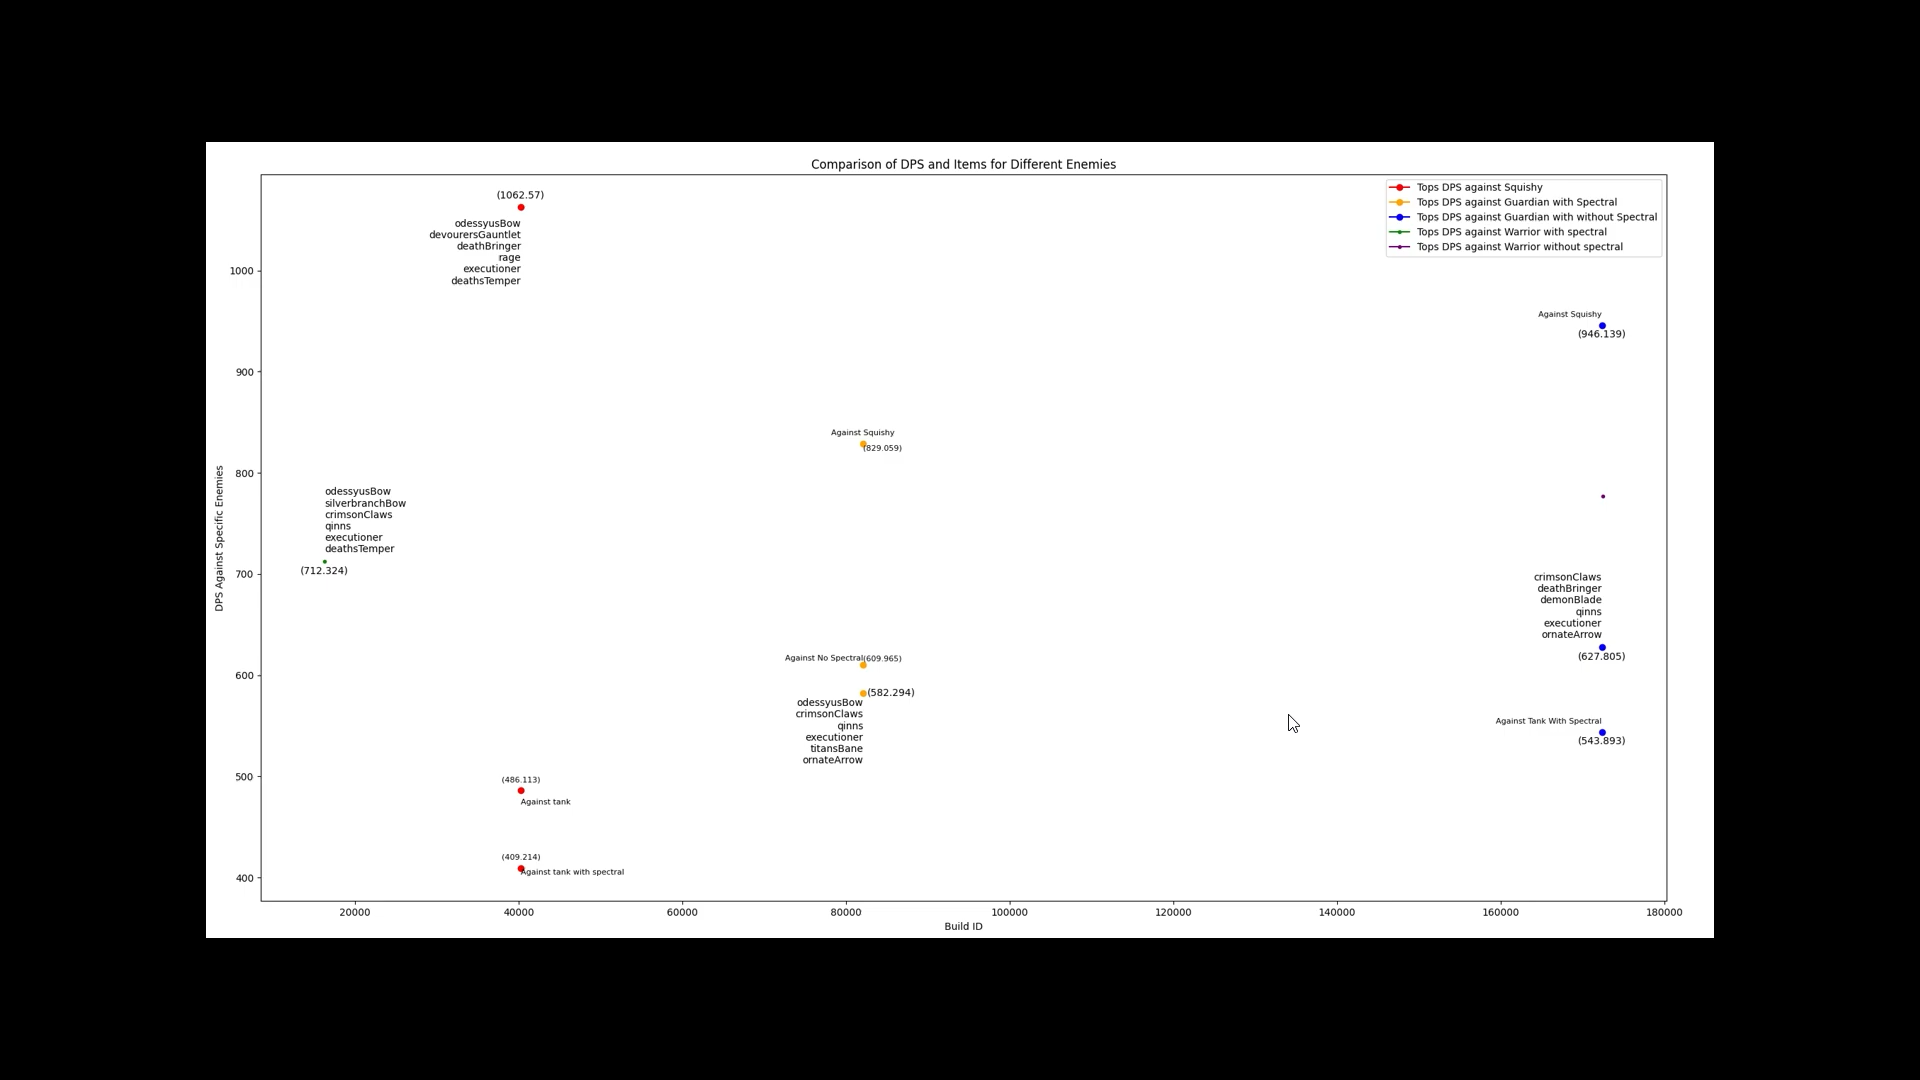 Comparison of DPS and Items for Different Enemies
(1062.57)
odessyusBow
devourersGauntlet
deathBringer
rage
executioner
deathsTemper
Tops DPS against Squishy
Tops DPS against Guardian with Spectral
Tops DPS against Guardian with without Spectral
Tops DPS against Warrior with spectral
Tops DPS against Warrior without spectral
Against Squishy
(946.139)
Against Squishy
(829.059)
odessyusBow
silverbranchBow
crimsonClaws
qinns
executioner
deathsTemper
(712.324)
crimsonClaws
deathBringer
demonBlade
qinns
executioner
ornateArrow
(627.805)
Against No Spectral(609.965)
(582.294)
odessyusBow
crimsonClaws
qinns
executioner
titansBane
ornateArrow
Against Tank With Spectral
(543.893)
(486.113)
Against tank
(409.214)
Against tank with spectral
DPS Against Specific Enemies
1000
900
800
700
600
500
400
20000 40000 60000 80000 100000 120000 140000 160000 180000
Build ID